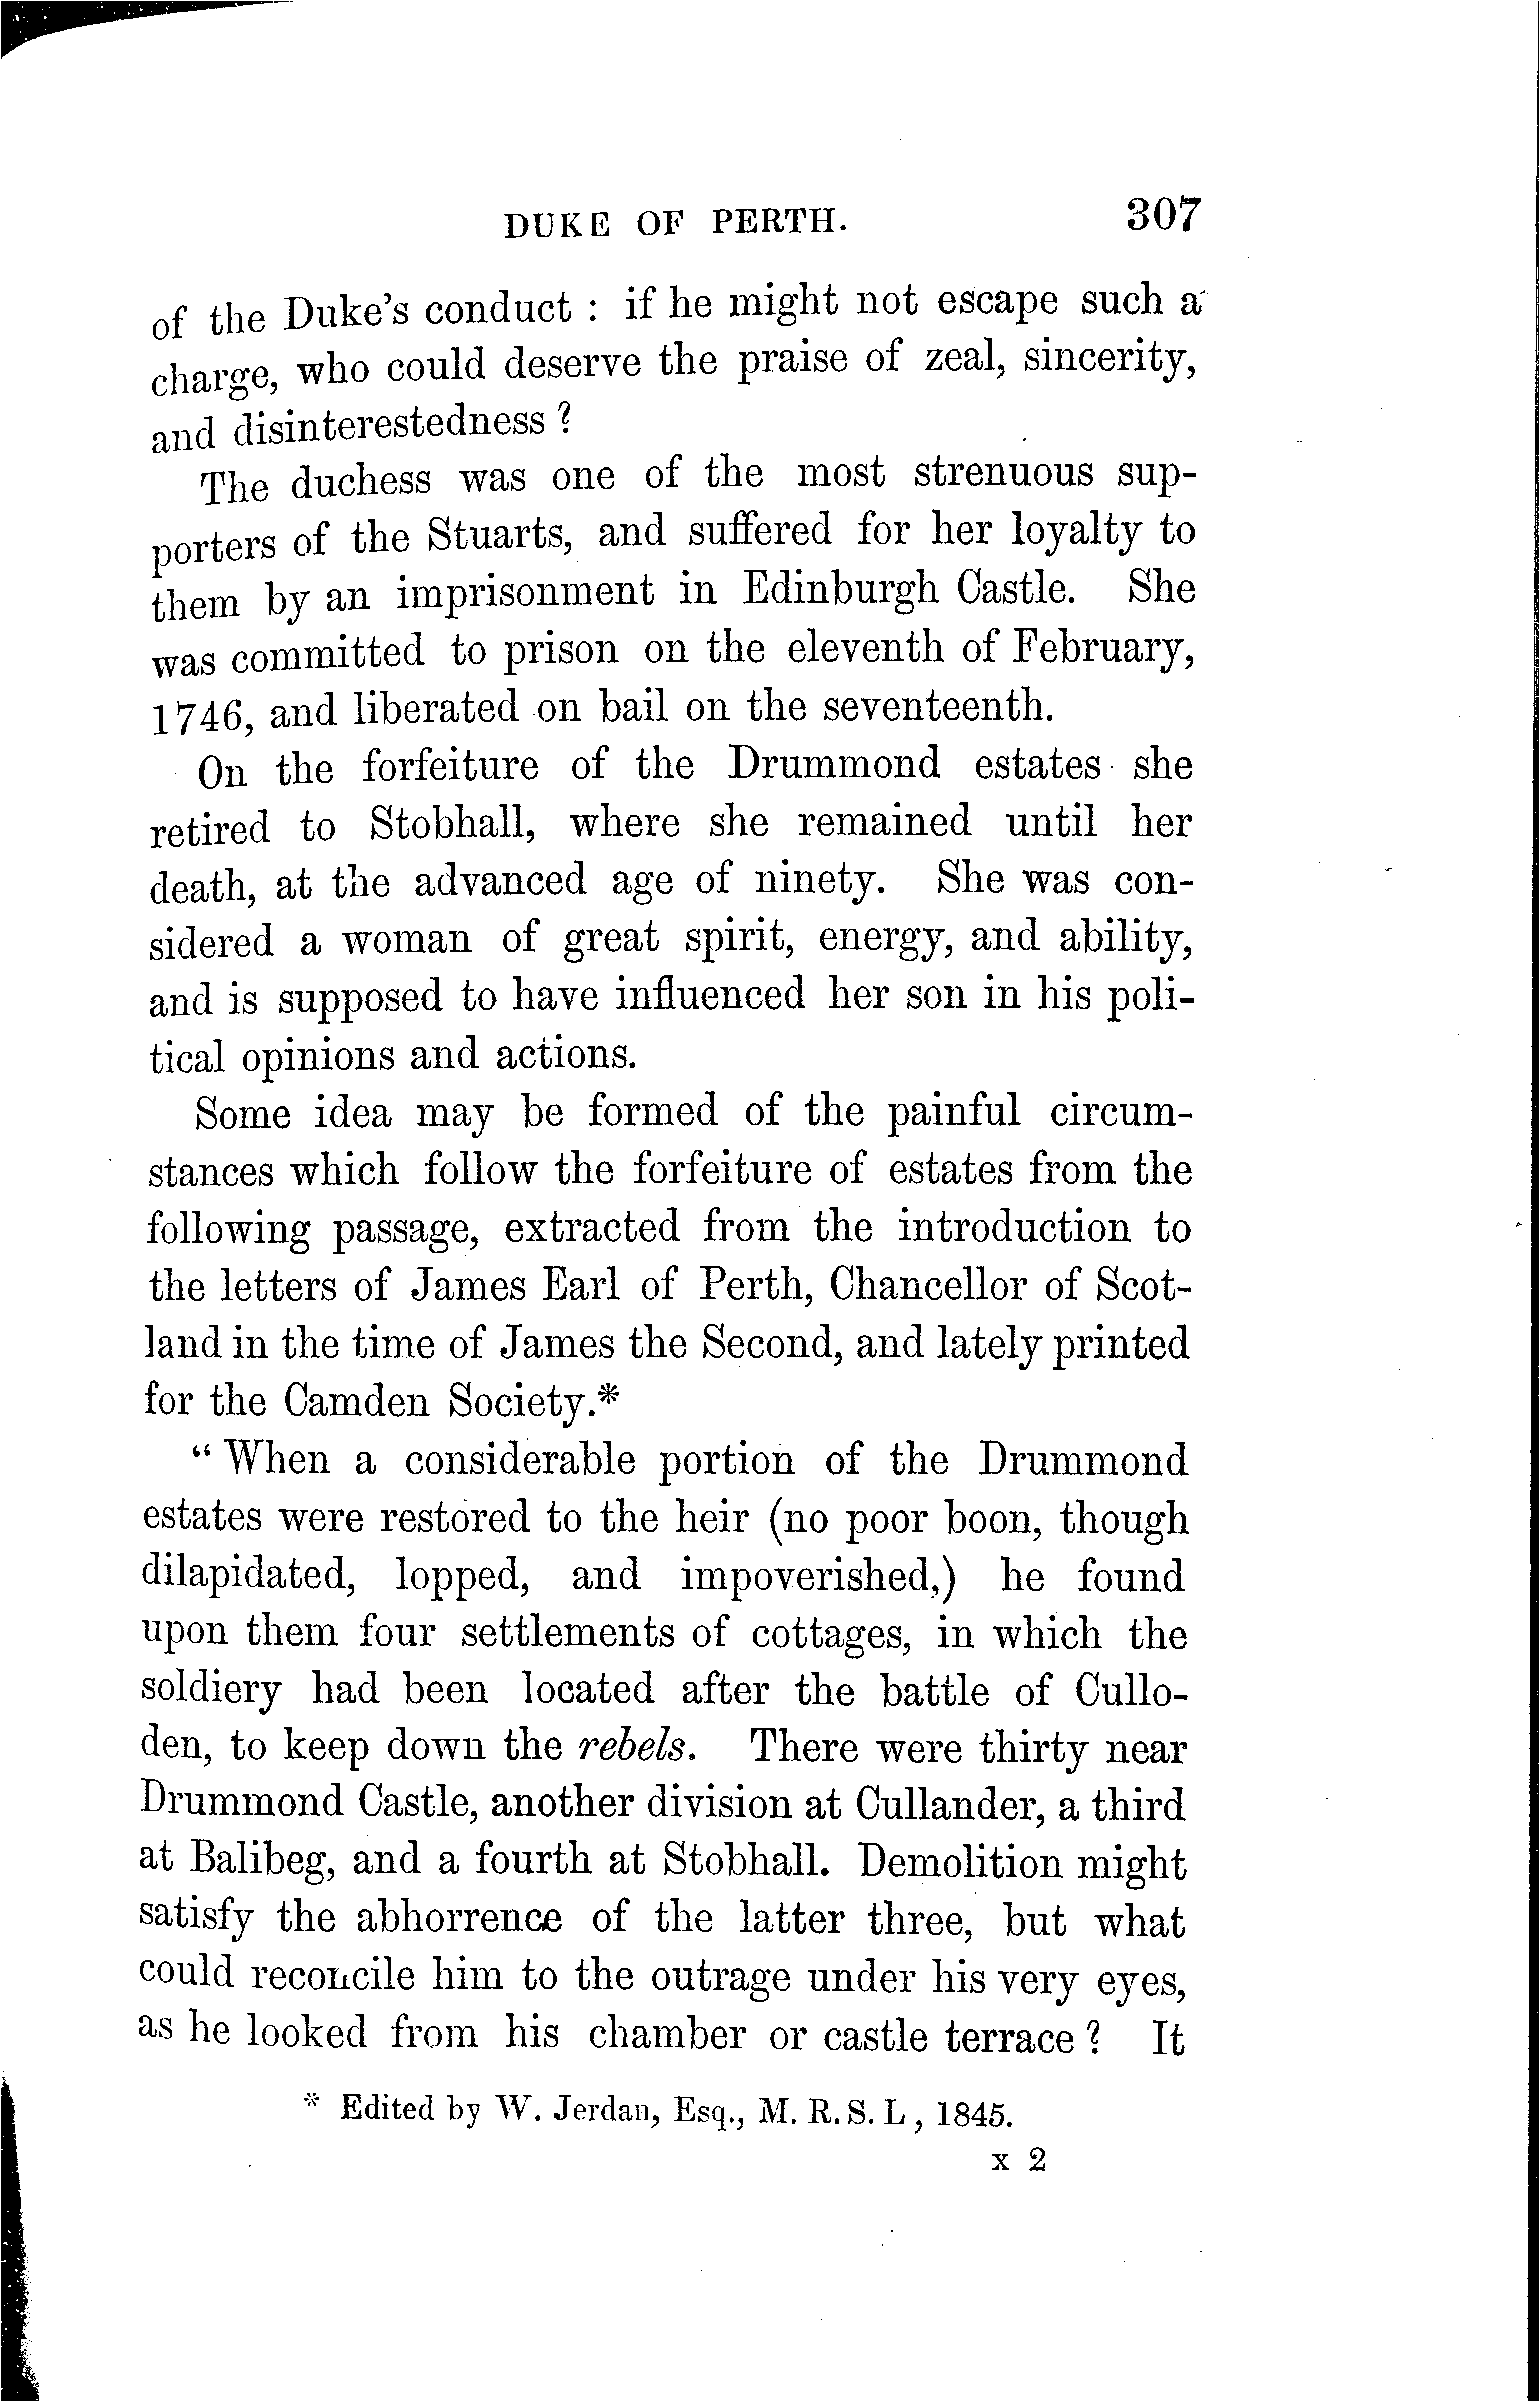 DUKE OF PERTH. 307
of the Duke's conduct : if he might not escape such a
charge, who could deserve the praise of zeal, sincerity,
and disinterestedness ?
The duchess was one of the most strenuous sup-
porters of the Stuarts, and suffered for her loyalty to
them by an imprisonment in Edinburgh Castle. She
was committed to prison on the eleventh of February,
1746, and liberated on bail on the seventeenth.
On the forfeiture of the Drummond estates she
retired to Stobhall, where she remained until her
death, at the advanced age of ninety. She was con-
sidered a woman of great spirit, energy, and ability,
and is supposed to have influenced her son in his poli-
tical opinions and actions.
Some idea may be formed of the painful circum-
stances which follow the forfeiture of estates from the
following passage, extracted from the introduction to
the letters of James Earl of Perth, Chancellor of Scot-
land in the time of James the Second, and lately printed
for the Camden Society.*
“ When a considerable portion of the Drummond
estates were restored to the heir (no poor boon, though
dilapidated, lopped, and impoverished,) he found
upon them four settlements of cottages, in which the
soldiery had been located after the battle of Cullo-
den, to keep down the rebels. There were thirty near
Drummond Castle, another division at Cullander, a third
at Balibeg, and a fourth at Stobhall. Demolition might
satisfy the abhorrence of the latter three, but what
could reconcile him to the outrage under his very eyes,
as he looked from his chamber or castle terrace ? It
* Edited by W. Jerdan, Esq., M. R. S. L , 1845.
x 2